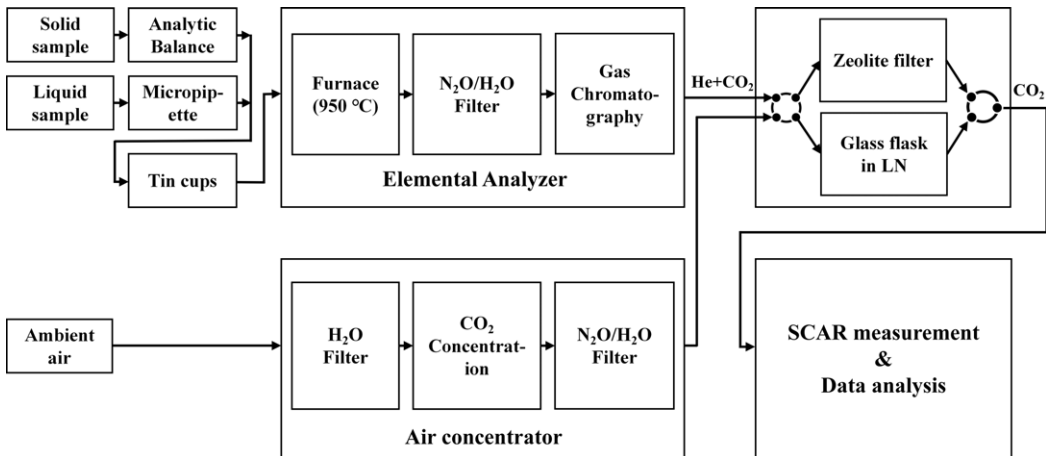 Solid
sample
Analytic
Balance
Liquid
sample
Micropip-
ette
Tin cups
Furnace
(950 °C)
N₂O/H₂O
Filter
Gas
Chromato-
graphy
Elemental Analyzer
He+CO₂
Zeolite filter
Glass flask
in LN
CO₂
Ambient
air
H₂O
Filter
CO₂
Concentrat-
ion
N₂O/H₂O
Filter
Air concentrator
SCAR measurement
&
Data analysis